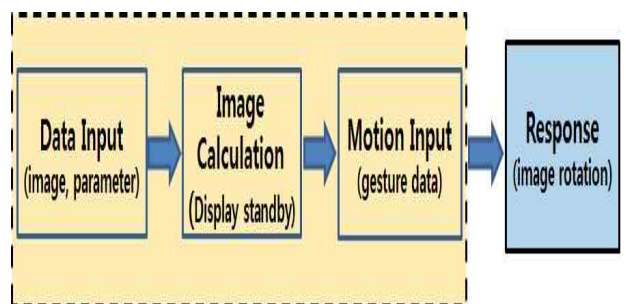 Data Input
(image, parameter)
Image
Calculation
(Display standby)
Motion Input
(gesture data)
Response
(image rotation)